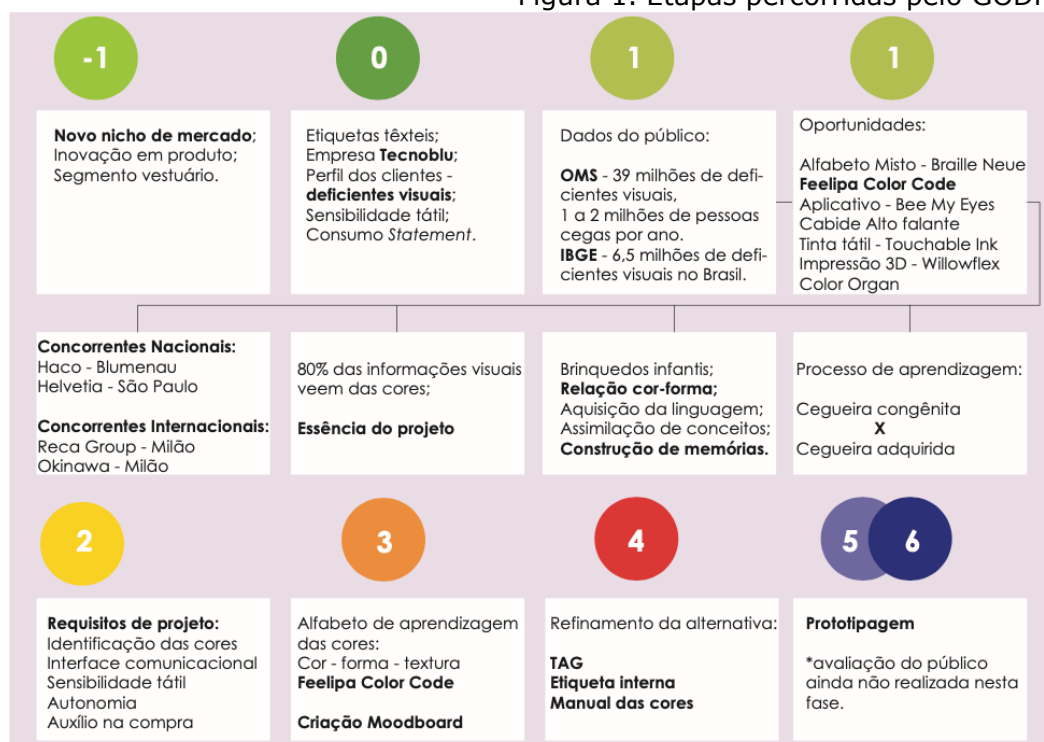 Figura 1: Etapas percorridas pelo GODP
-1
0
1
1
Novo nicho de mercado;
Inovação em produto;
Segmento vestuário.
Etiquetas têxteis;
Empresa Tecnoblu;
Perfil dos clientes -
deficientes visuais;
Sensibilidade tátil;
Consumo Statement.
Dados do público:
OMS - 39 milhões de defi-
cientes visuais,
1 a 2 milhões de pessoas
cegas por ano.
IBGE - 6,5 milhões de defi-
cientes visuais no Brasil.
Oportunidades:
Alfabeto Misto - Braille Neue
Feelipa Color Code
Aplicativo - Bee My Eyes
Cabide Alto falante
Tinta tátil - Touchable Ink
Impressão 3D - Willowflex
Color Organ
Concorrentes Nacionais:
Haco - Blumenau
Helvetia - São Paulo
Concorrentes Internacionais:
Reca Group - Milão
Okinawa - Milão
80% das informações visuais
veem das cores;
Essência do projeto
Brinquedos infantis;
Relação cor-forma;
Aquisição da linguagem;
Assimilação de conceitos;
Construção de memórias.
Processo de aprendizagem:
Cegueira congênita
X
Cegueira adquirida
2
3
4
5 6
Requisitos de projeto:
Identificação das cores
Interface comunicacional
Sensibilidade tátil
Autonomia
Auxílio na compra
Alfabeto de aprendizagem
das cores:
Cor - forma - textura
Feelipa Color Code
Criação Moodboard
Refinamento da alternativa:
TAG
Etiqueta interna
Manual das cores
Prototipagem
*avaliação do público
ainda não realizada nesta
fase.